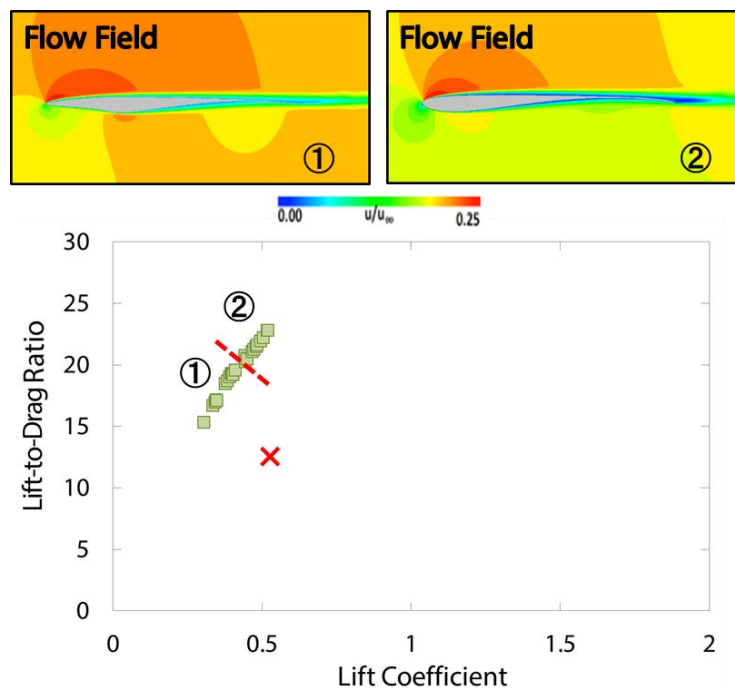 Flow Field
①
Flow Field
②
0.00 u/u∞ 0.25
30
25
20
15
10
5
0
②
①
Lift-to-Drag Ratio
0 0.5 1 1.5 2
Lift Coefficient